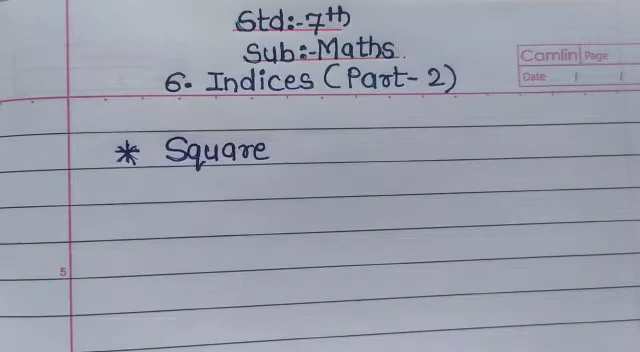 Std:-7th
Sub:-Maths
6. Indices (Part-2)
Camlin Page
Date / /
* Square
5